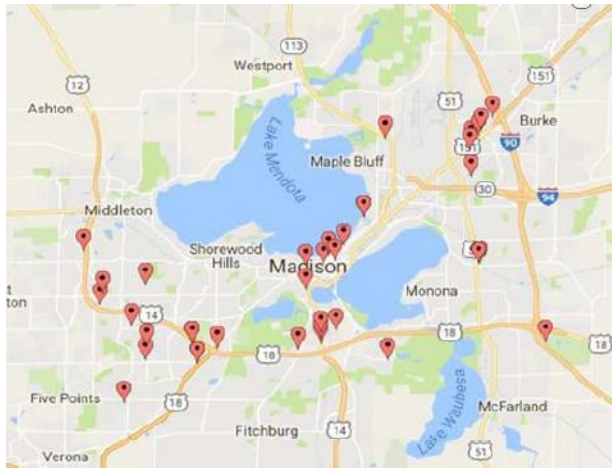 113
Westport
12
51
151
Ashton
Lake Mendota
Burke
151
90
Maple Bluff
30
94
Middleton
Shorewood
Hills
Madison
Monona
ton
14
18
18
18
Five Points
18
Lake Waubesa
McFarland
Fitchburg
14
Verona
51